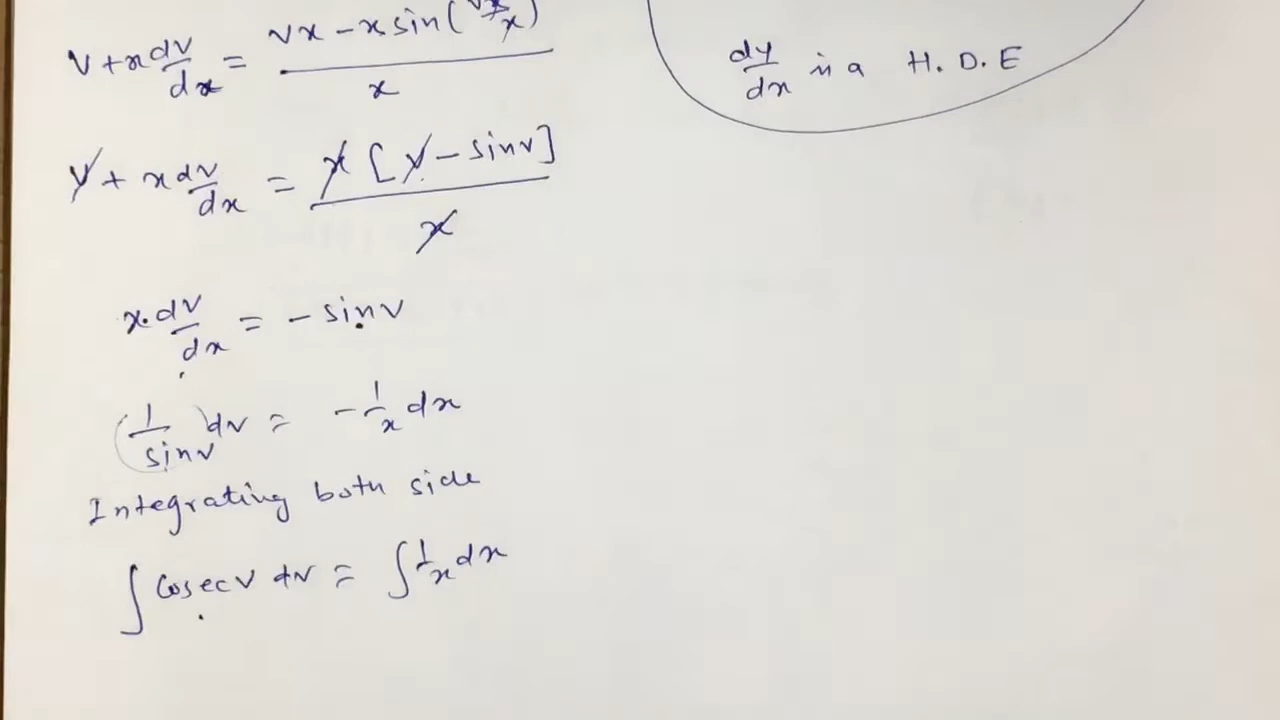 v + x dv/dx = vx - x sin(vx/x) / x
dy/dx is a H.D.E
v + x dv/dx = x [v - sinv] / x
x. dv/dx = - sinv
(1/sinv) dv = - 1/x dx
Integrating both side
∫ cosec v dv = ∫ 1/x dx